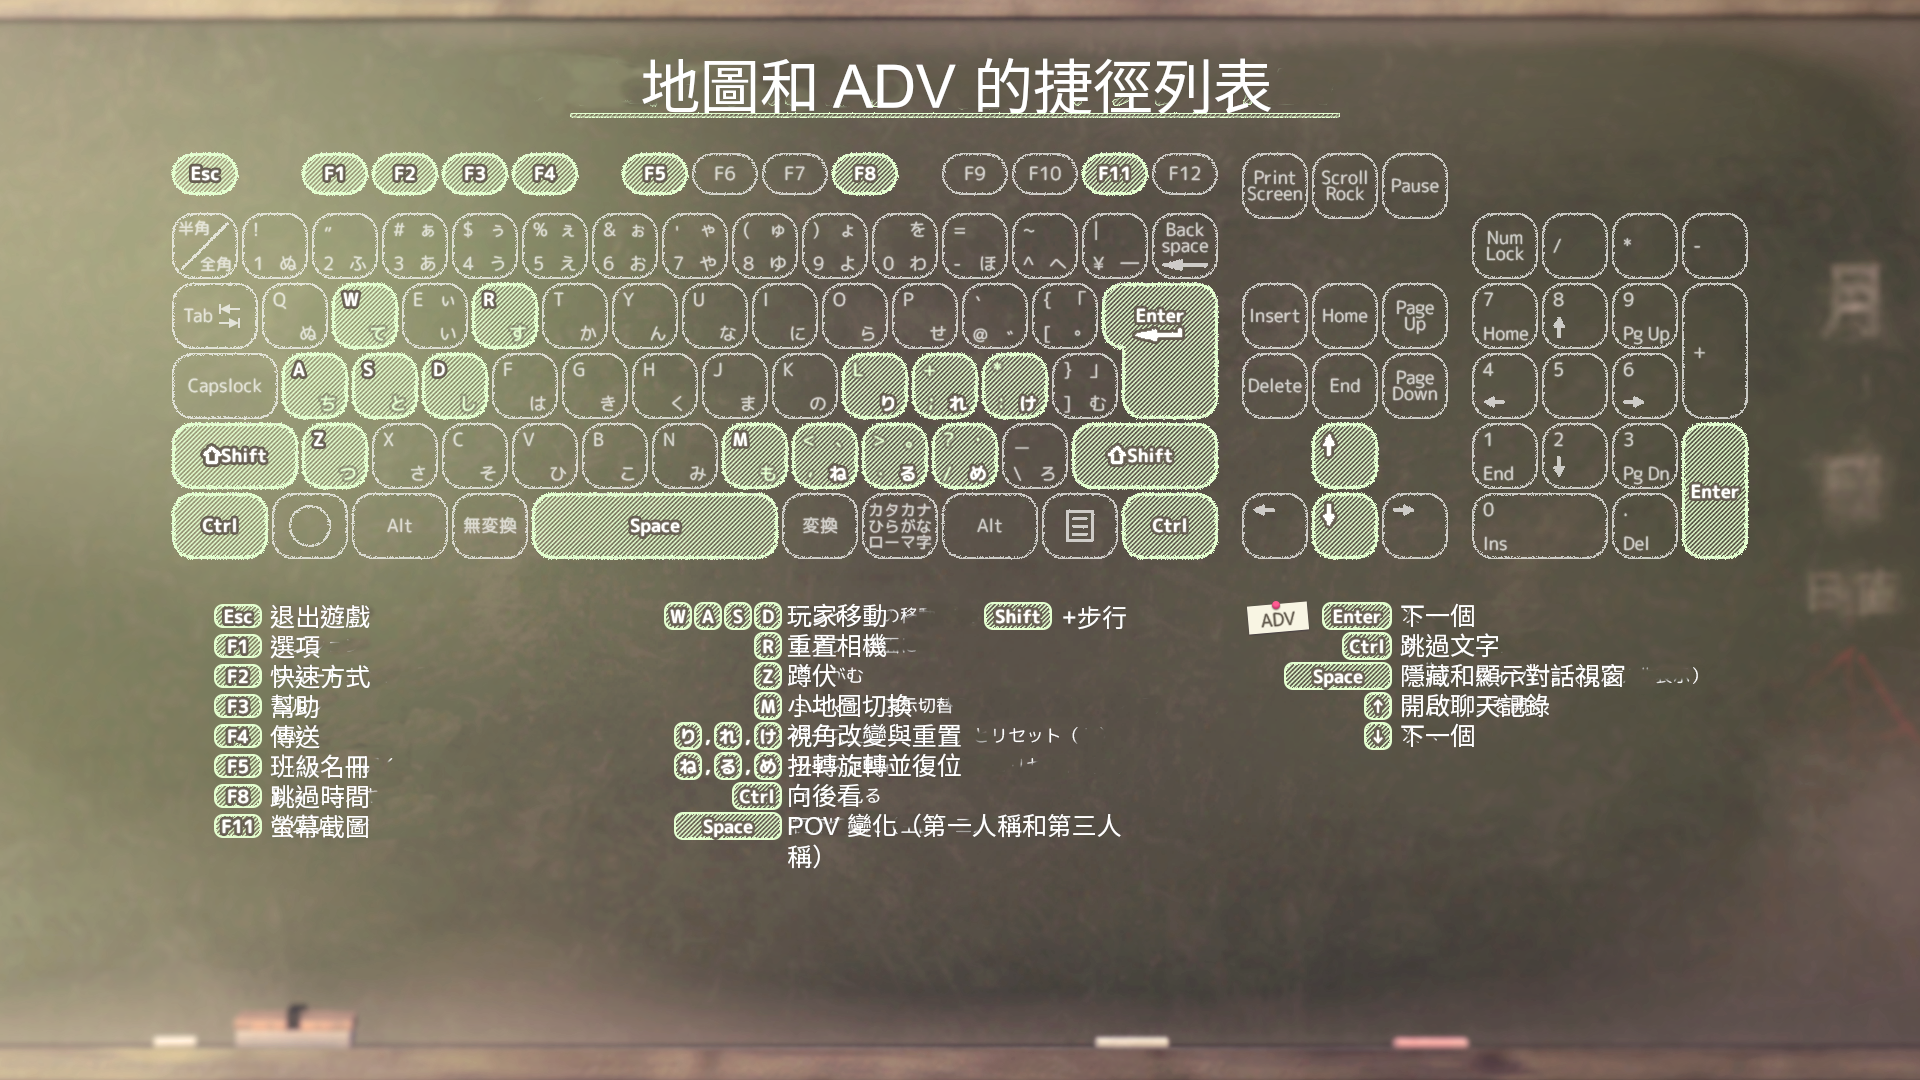 地圖和 ADV 的捷徑列表
Esc F1 F2 F3 F4 F5 F6 F7 F8 F9 F10 F11 F12 Print Screen Scroll Rock Pause
半角/全角 ! 1 ぬ " 2 ふ # ぁ 3 あ $ ぅ 4 う % ぇ 5 え & ぉ 6 お ' ゃ 7 や ( ゅ 8 ゆ ) ょ 9 よ を 0 わ = - ほ ~ ^ へ | ¥ ー Back space Num Lock / * -
Tab Q ぬ W て E ぃ い R す T か Y ん U な I に O ら P せ ` @ ゛ { 「 [ ゜ Enter Insert Home Page Up 7 Home 8 ↑ 9 Pg Up +
Capslock A ち S と D し F は G き H く J ま K の L り + ; れ * : け } 」 ] む Delete End Page Down 4 ← 5 6 →
Shift Z つ X さ C そ V ひ B こ N み M も < 、 , ね > 。 . る ? ・ / め _ \ ろ Shift ↑ 1 End 2 ↓ 3 Pg Dn Enter
Ctrl Alt 無変換 Space 変換 カタカナ ひらがな ローマ字 Alt Ctrl ← ↓ → 0 Ins . Del
Esc 退出遊戲
F1 選項
F2 快速方式
F3 幫助
F4 傳送
F5 班級名冊
F8 跳過時間
F11 螢幕截圖
W A S D 玩家移動 Shift +步行
R 重置相機
Z 蹲伏
M 小地圖切換
り,れ,け 視角改變與重置
ね,る,め 扭轉旋轉並復位
Ctrl 向後看
Space POV 變化（第一人稱和第三人
稱）
ADV Enter 下一個
Ctrl 跳過文字
Space 隱藏和顯示對話視窗
↑ 開啟聊天記錄
↓ 下一個